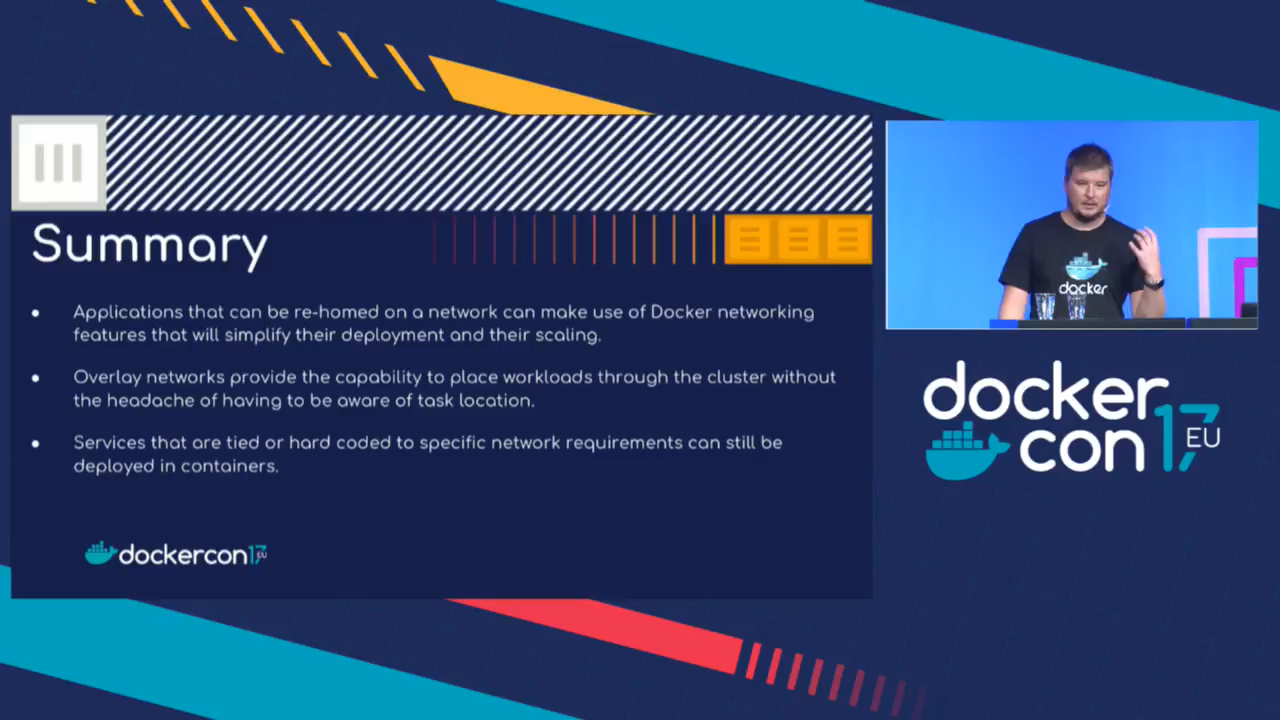 Summary
• Applications that can be re-homed on a network can make use of Docker networking
features that will simplify their deployment and their scaling.
• Overlay networks provide the capability to place workloads through the cluster without
the headache of having to be aware of task location.
• Services that are tied or hard coded to specific network requirements can still be
deployed in containers.
dockercon17 EU
docker
docker
con 17 EU